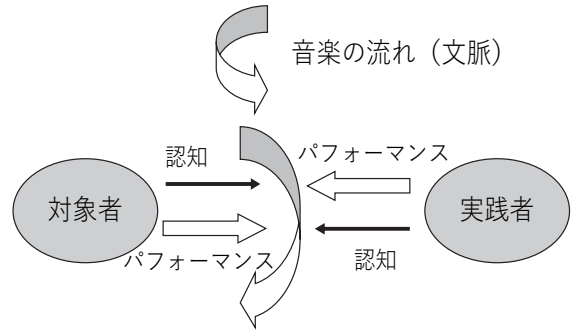 音楽の流れ（文脈）
認知
パフォーマンス
対象者
実践者
パフォーマンス
認知